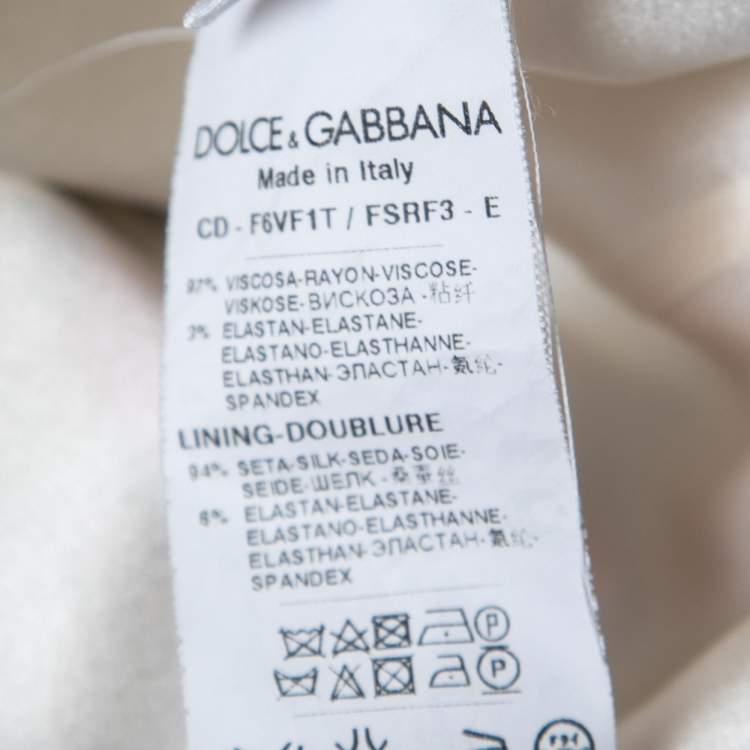 DOLCE & GABBANA
Made in Italy
CD - F6VF1T / FSRF3 - E
97% VISCOSA-RAYON-VISCOSE-
VISKOSE-ВИСКОЗА -粘纤
3% ELASTAN-ELASTANE-
ELASTANO-ELASTHANNE-
ELASTHAN-ЭЛАСТАН-氨纶-
SPANDEX
LINING-DOUBLURE
94% SETA-SILK-SEDA-SOIE-
SEIDE-ШЕЛК -桑蚕丝
6% ELASTAN-ELASTANE-
ELASTANO-ELASTHANNE-
ELASTHAN-ЭЛАСТАН-氨纶-
SPANDEX
P
P